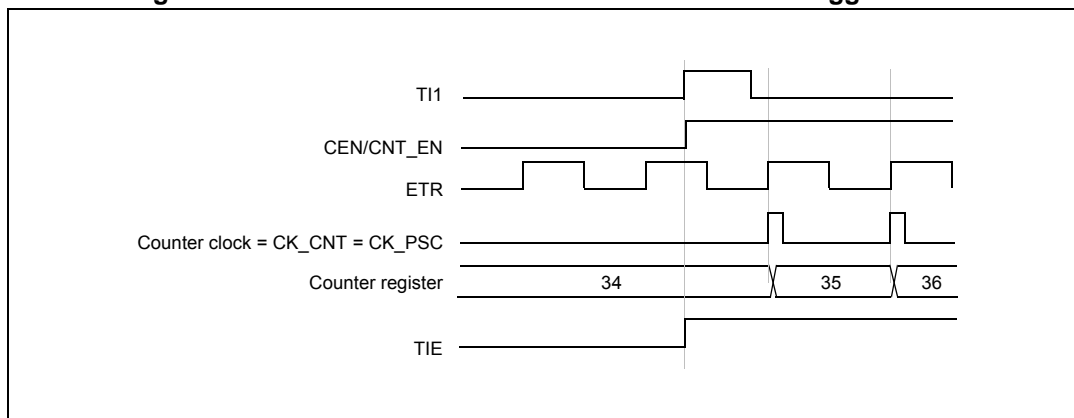 TI1
CEN/CNT_EN
ETR
Counter clock = CK_CNT = CK_PSC
Counter register 34 35 36
TIE